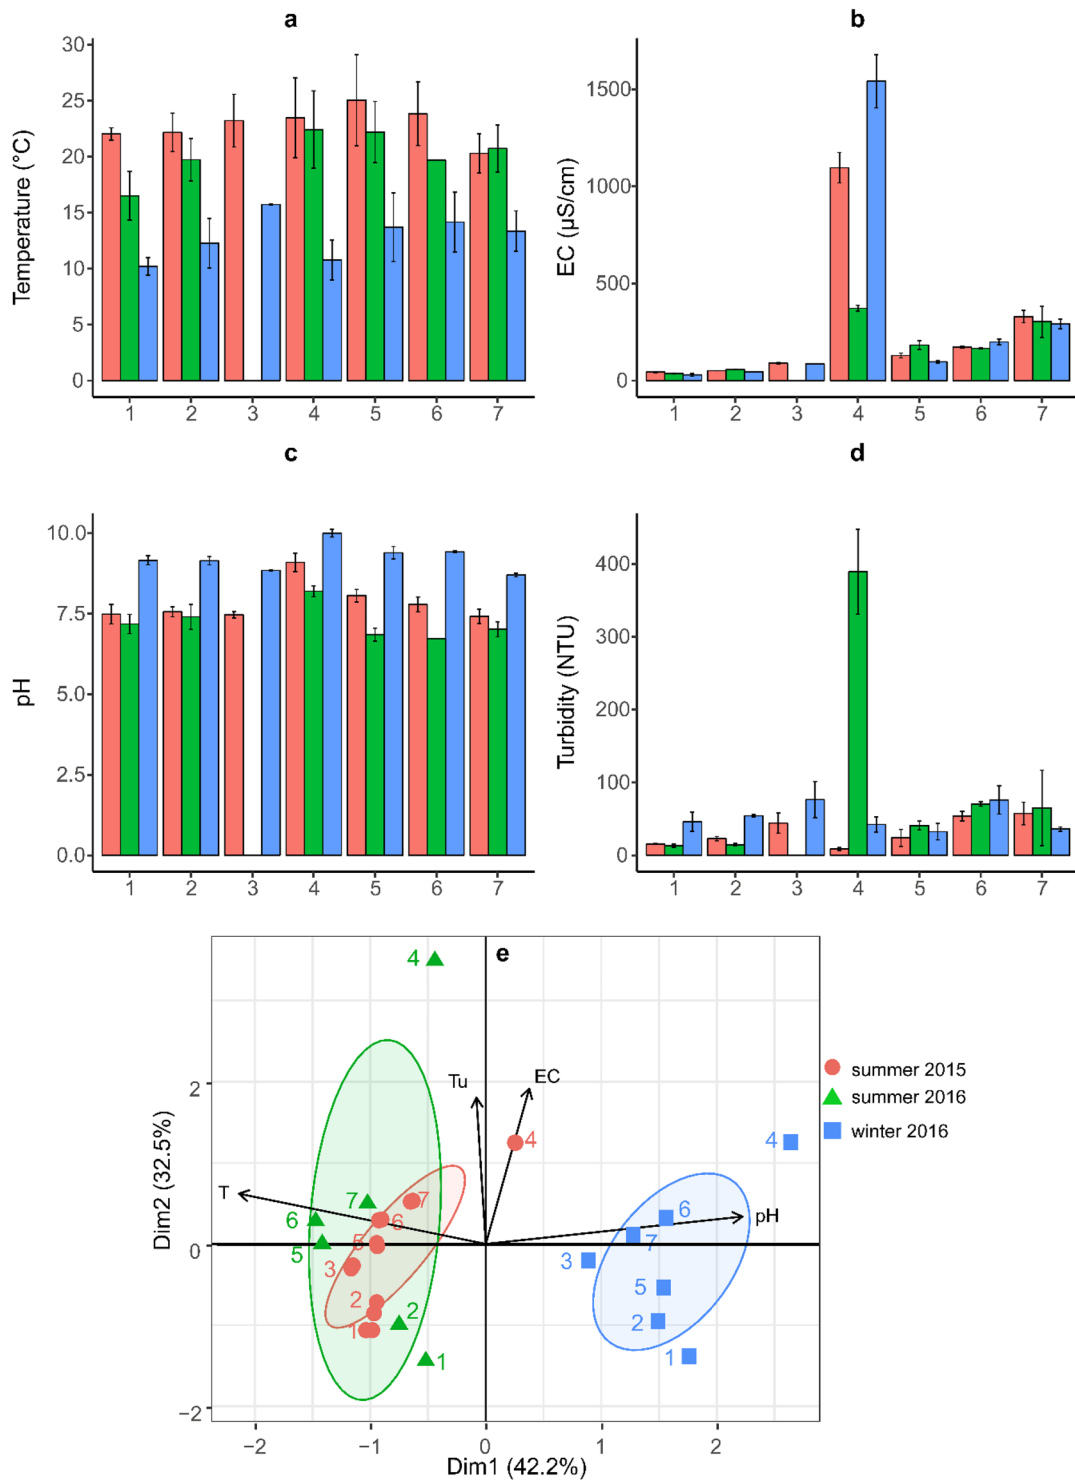 a
b
30
25
20
15
10
5
0
Temperature (°C)
1 2 3 4 5 6 7
1500
1000
500
0
EC (µS/cm)
1 2 3 4 5 6 7
c
d
10.0
7.5
5.0
2.5
0.0
pH
1 2 3 4 5 6 7
400
300
200
100
0
Turbidity (NTU)
1 2 3 4 5 6 7
e
4
Tu
EC
4
4
T
7
7
6
6
5
5
3
2
2
1
1
pH
6
7
3
5
2
1
2
0
−2
Dim2 (32.5%)
−2 −1 0 1 2
Dim1 (42.2%)
summer 2015
summer 2016
winter 2016